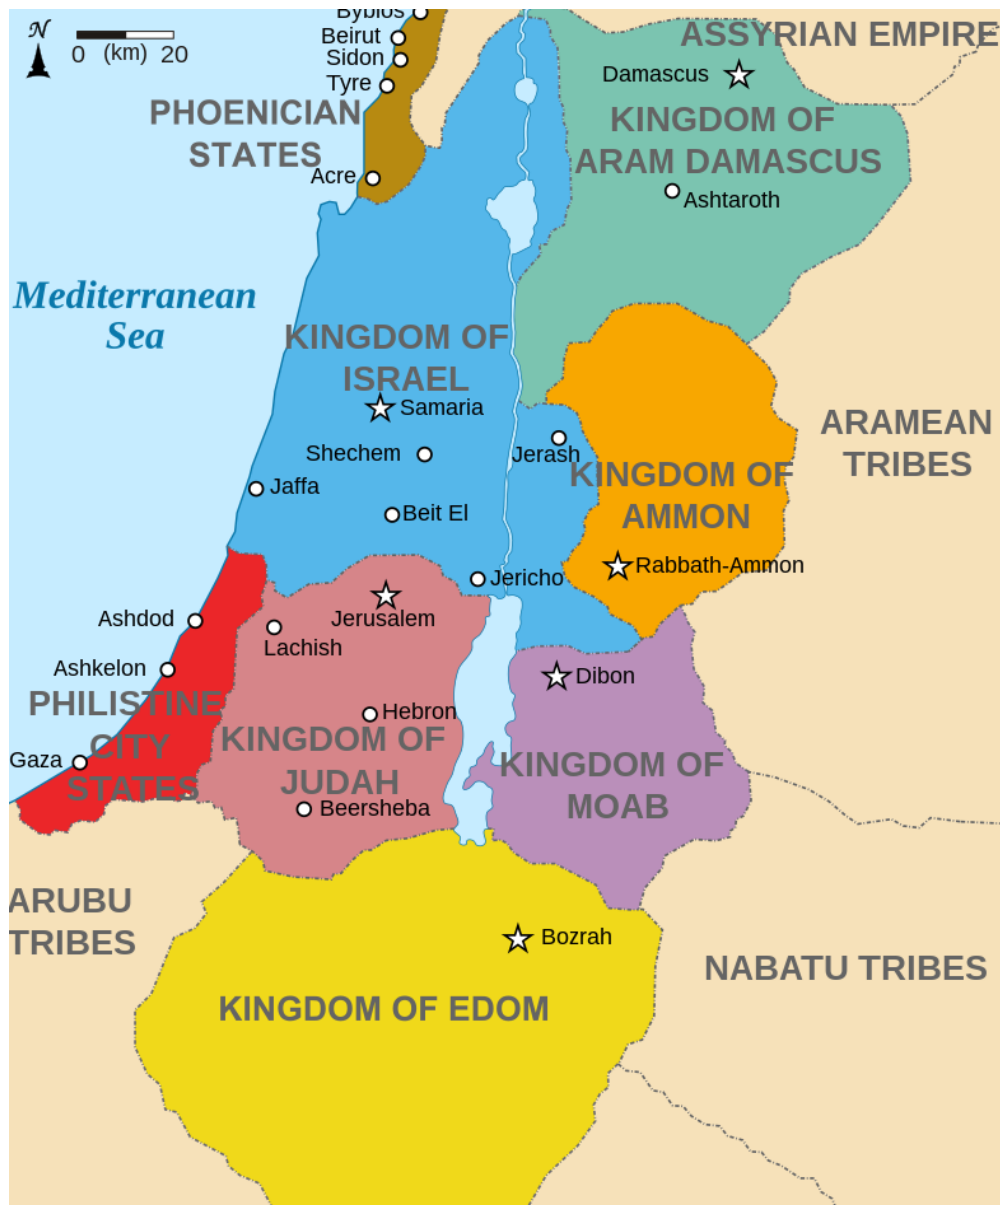 Byblos
N
Beirut
0 (km) 20
Sidon
ASSYRIAN EMPIRE
Tyre
Damascus
PHOENICIAN
STATES
KINGDOM OF
ARAM DAMASCUS
Acre
Ashtaroth
Mediterranean
Sea
KINGDOM OF
ISRAEL
Samaria
ARAMEAN
TRIBES
Shechem
Jerash
KINGDOM OF
AMMON
Jaffa
Beit El
Rabbath-Ammon
Jericho
Ashdod
Jerusalem
Lachish
Ashkelon
Dibon
PHILISTINE
CITY
STATES
Hebron
KINGDOM OF
JUDAH
Gaza
KINGDOM OF
MOAB
Beersheba
ARUBU
TRIBES
Bozrah
NABATU TRIBES
KINGDOM OF EDOM